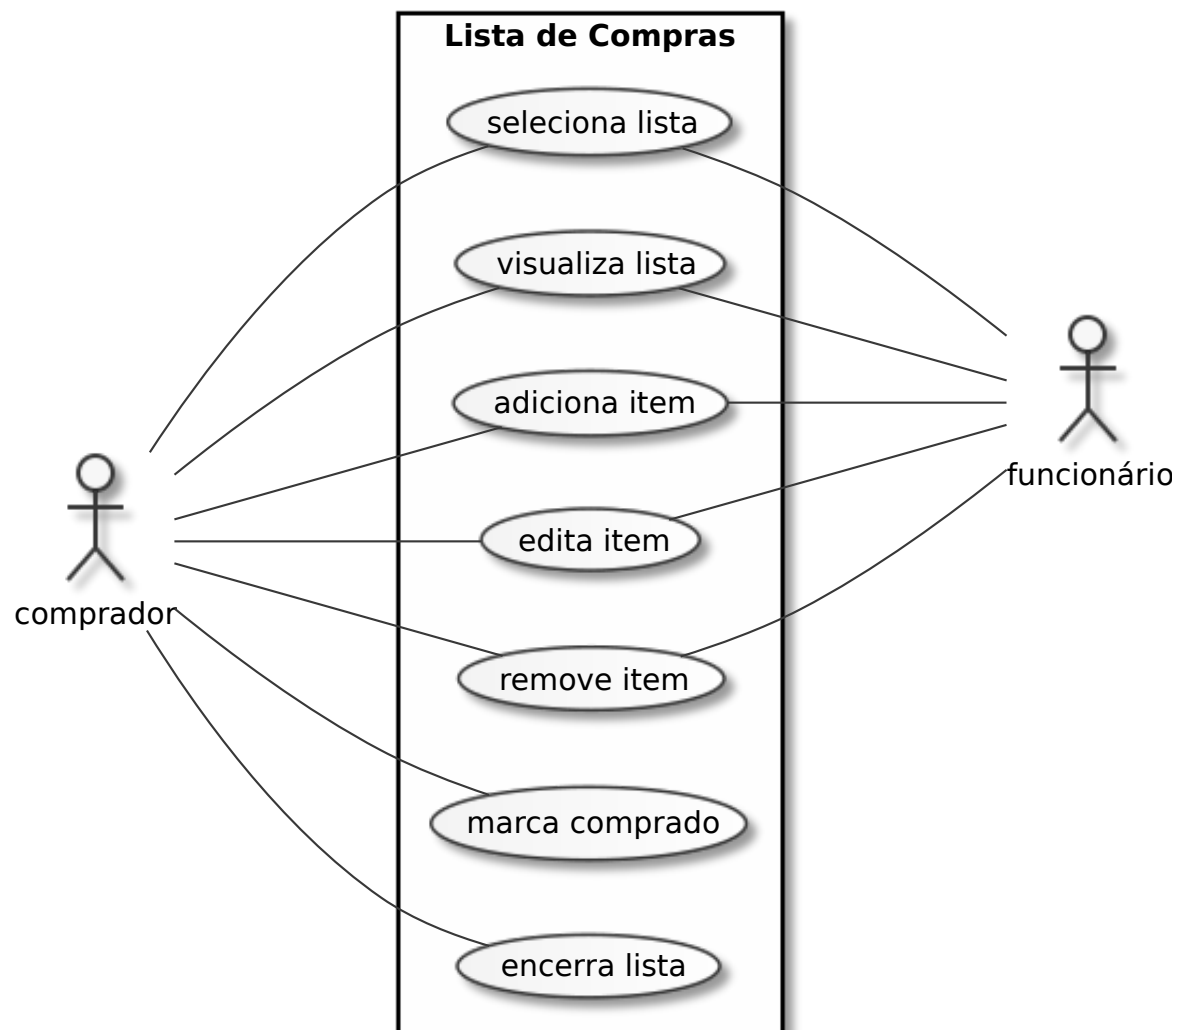 Lista de Compras
seleciona lista
visualiza lista
adiciona item
edita item
funcionário
comprador
remove item
marca comprado
encerra lista